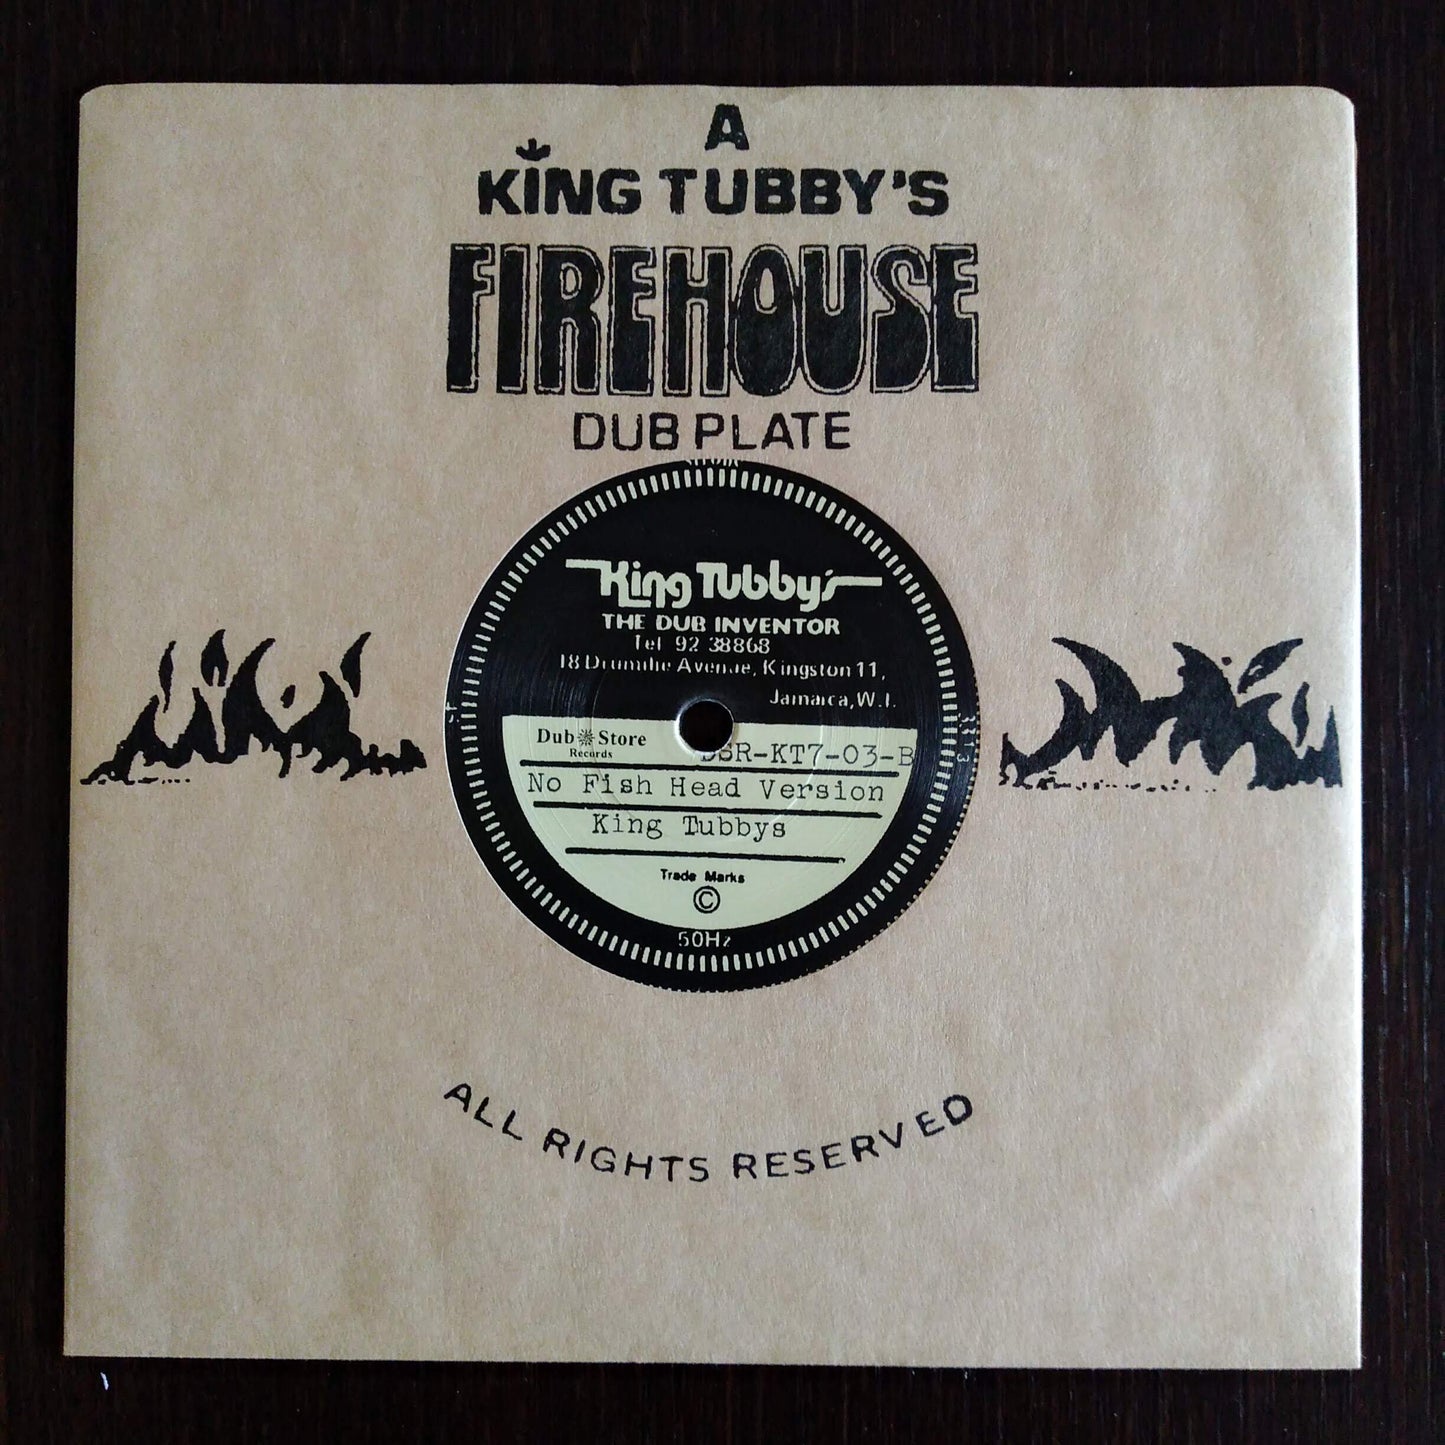 A
KING TUBBY'S
FIREHOUSE
DUB PLATE
King Tubby's
THE DUB INVENTOR
Tel 92 38868
18 Drumilie Avenue, Kingston 11,
Jamaica, W.I.
Dub Store
Records
DSR-KT7-03-B
No Fish Head Version
King Tubbys
Trade Marks
©
50Hz
ALL RIGHTS RESERVED